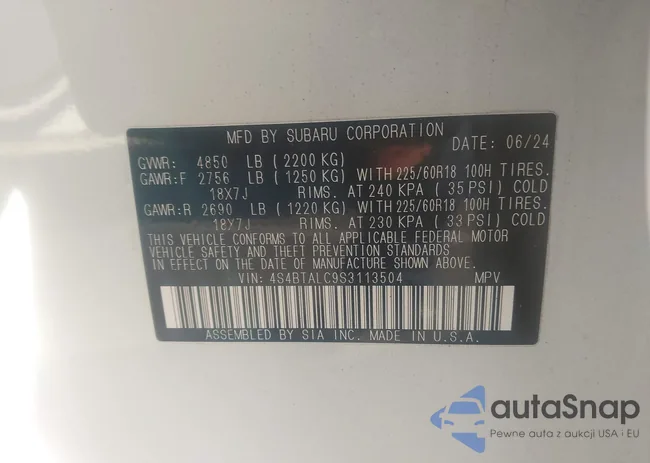 MFD BY SUBARU CORPORATION DATE: 06/24
GVWR: 4850 LB (2200 KG)
GAWR:F 2756 LB (1250 KG) WITH 225/60R18 100H TIRES.
18X7J RIMS. AT 240 KPA (35 PSI) COLD
GAWR:R 2690 LB (1220 KG) WITH 225/60R18 100H TIRES.
18X7J RIMS. AT 230 KPA (33 PSI) COLD
THIS VEHICLE CONFORMS TO ALL APPLICABLE FEDERAL MOTOR
VEHICLE SAFETY AND THEFT PREVENTION STANDARDS
IN EFFECT ON THE DATE OF MANUFACTURE SHOWN ABOVE.
VIN: 4S4BTALC9S3113504 MPV
ASSEMBLED BY SIA INC. MADE IN U.S.A.
autaSnap
Pewne auta z aukcji USA i EU